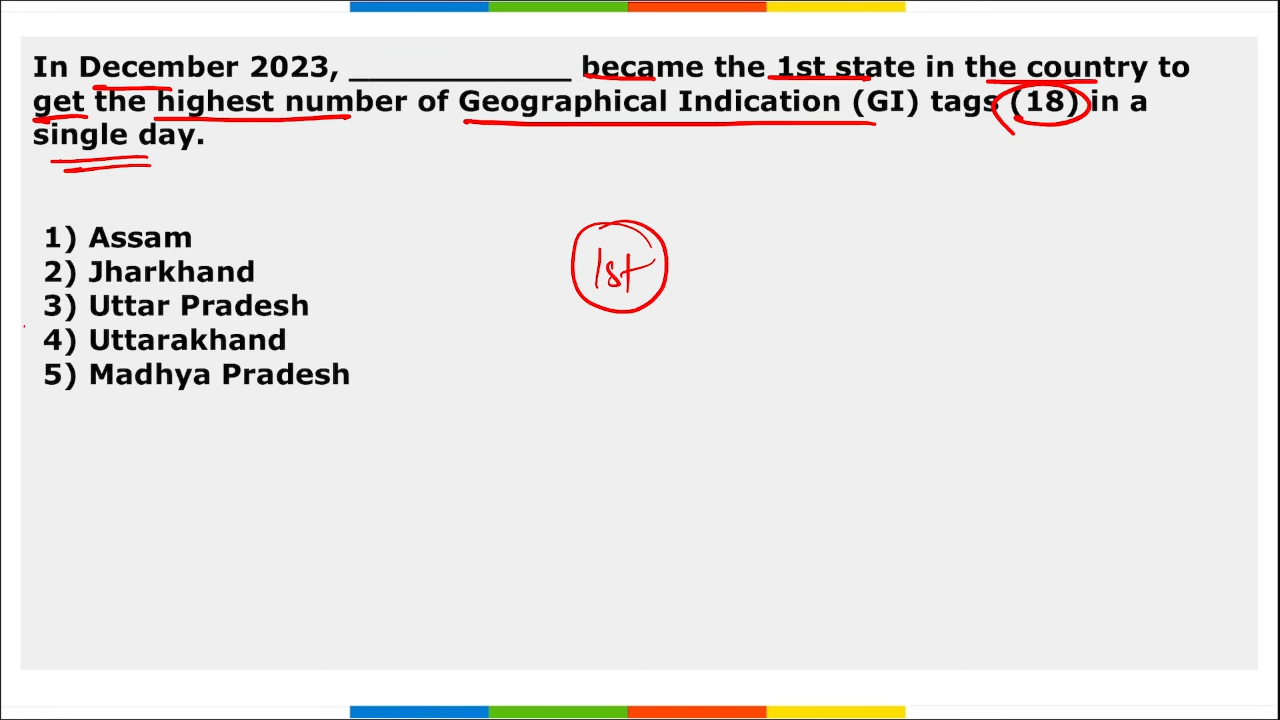 In December 2023, _____________ became the 1st state in the country to
get the highest number of Geographical Indication (GI) tags (18) in a
single day.
1) Assam
1st
2) Jharkhand
3) Uttar Pradesh
4) Uttarakhand
5) Madhya Pradesh